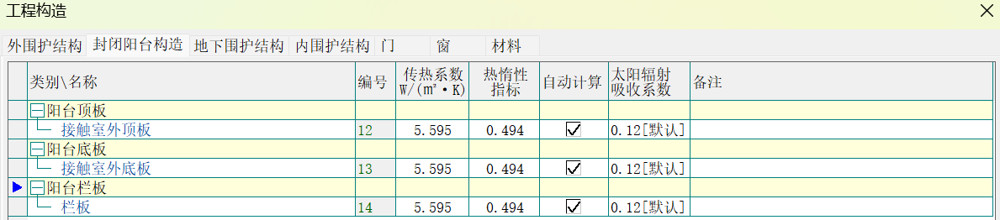 工程构造
外围护结构 封闭阳台构造 地下围护结构 内围护结构 门 窗 材料
类别\名称 编号 传热系数 W/(m²·K) 热惰性指标 自动计算 太阳辐射吸收系数 备注
阳台顶板
接触室外顶板 12 5.595 0.494 0.12[默认]
阳台底板
接触室外底板 13 5.595 0.494 0.12[默认]
阳台栏板
栏板 14 5.595 0.494 0.12[默认]